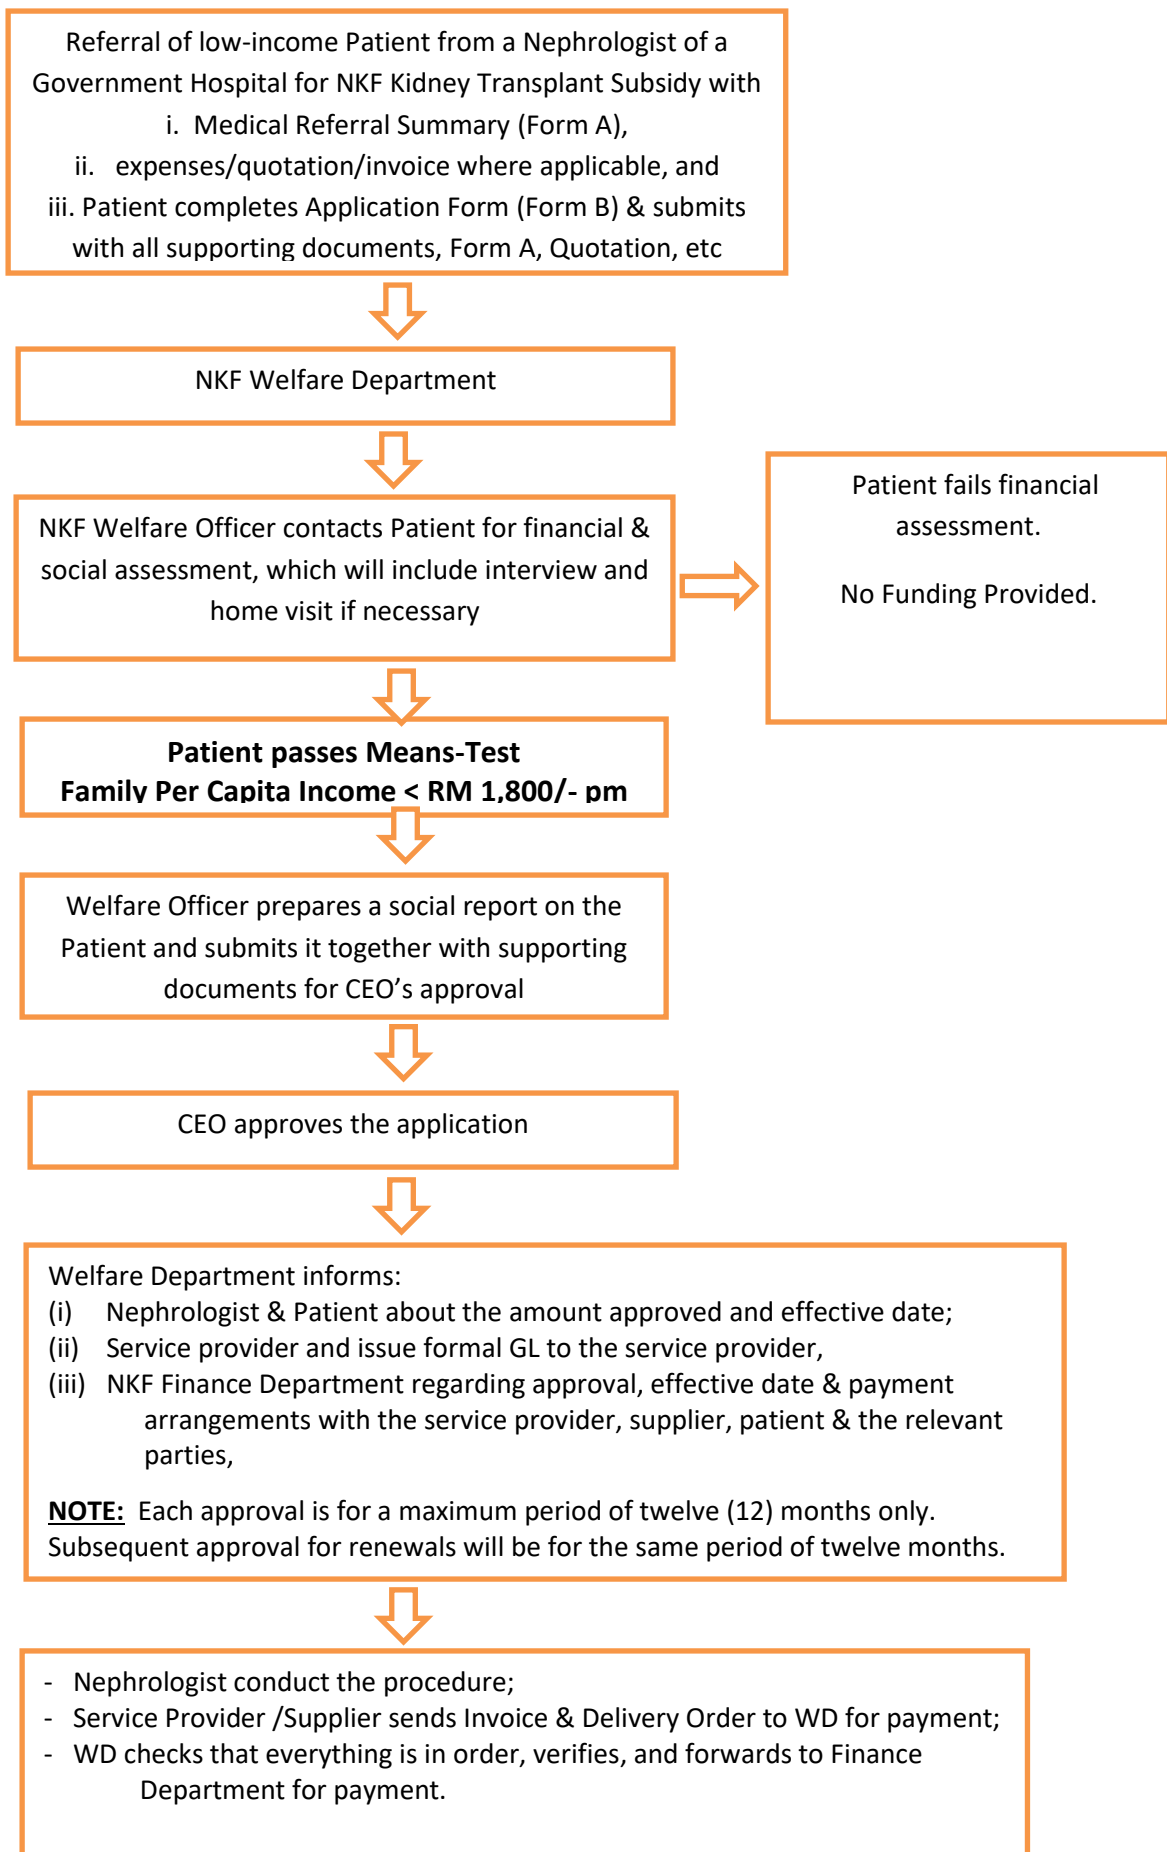 Referral of low-income Patient from a Nephrologist of a
Government Hospital for NKF Kidney Transplant Subsidy with
i. Medical Referral Summary (Form A),
ii. expenses/quotation/invoice where applicable, and
iii. Patient completes Application Form (Form B) & submits
with all supporting documents, Form A, Quotation, etc
NKF Welfare Department
NKF Welfare Officer contacts Patient for financial &
social assessment, which will include interview and
home visit if necessary
Patient fails financial
assessment.
No Funding Provided.
Patient passes Means-Test
Family Per Capita Income < RM 1,800/- pm
Welfare Officer prepares a social report on the
Patient and submits it together with supporting
documents for CEO’s approval
CEO approves the application
Welfare Department informs:
(i) Nephrologist & Patient about the amount approved and effective date;
(ii) Service provider and issue formal GL to the service provider,
(iii) NKF Finance Department regarding approval, effective date & payment
arrangements with the service provider, supplier, patient & the relevant
parties,
NOTE: Each approval is for a maximum period of twelve (12) months only.
Subsequent approval for renewals will be for the same period of twelve months.
- Nephrologist conduct the procedure;
- Service Provider /Supplier sends Invoice & Delivery Order to WD for payment;
- WD checks that everything is in order, verifies, and forwards to Finance
Department for payment.